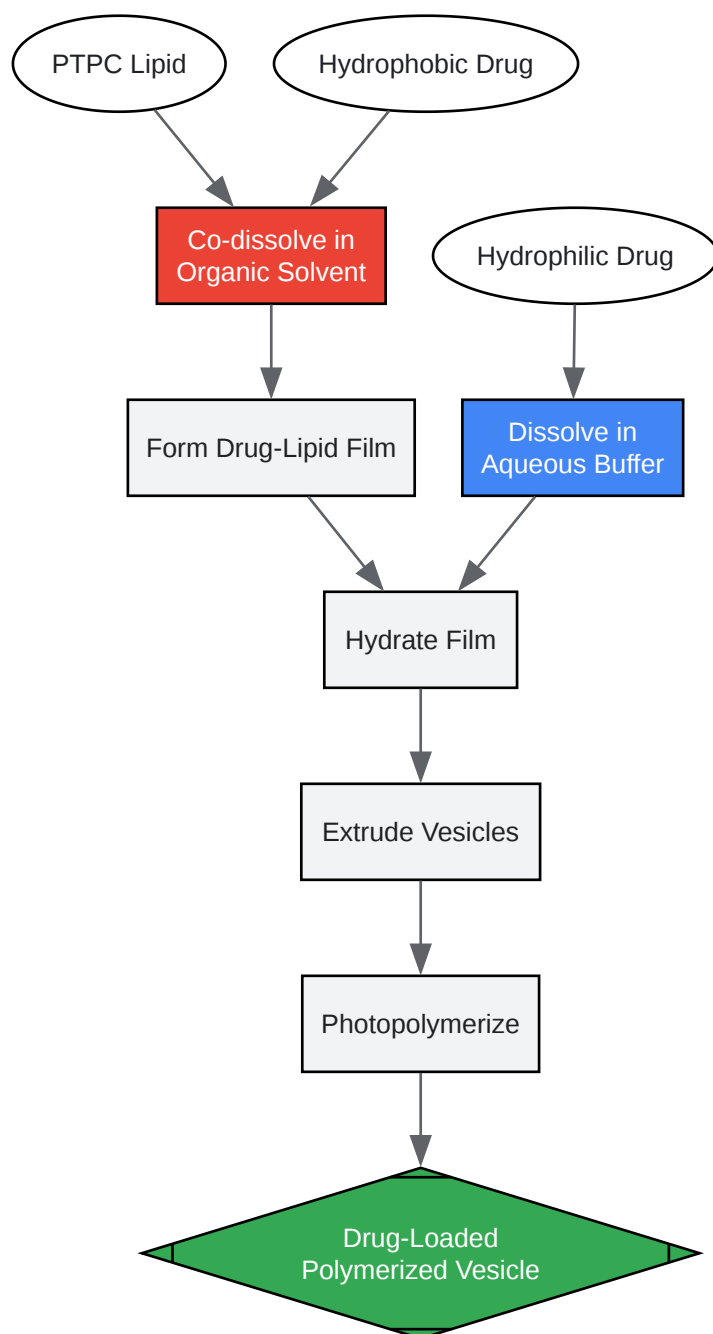 PTPC Lipid
Hydrophobic Drug
Co-dissolve in
Organic Solvent
Hydrophilic Drug
Form Drug-Lipid Film
Dissolve in
Aqueous Buffer
Hydrate Film
Extrude Vesicles
Photopolymerize
Drug-Loaded
Polymerized Vesicle